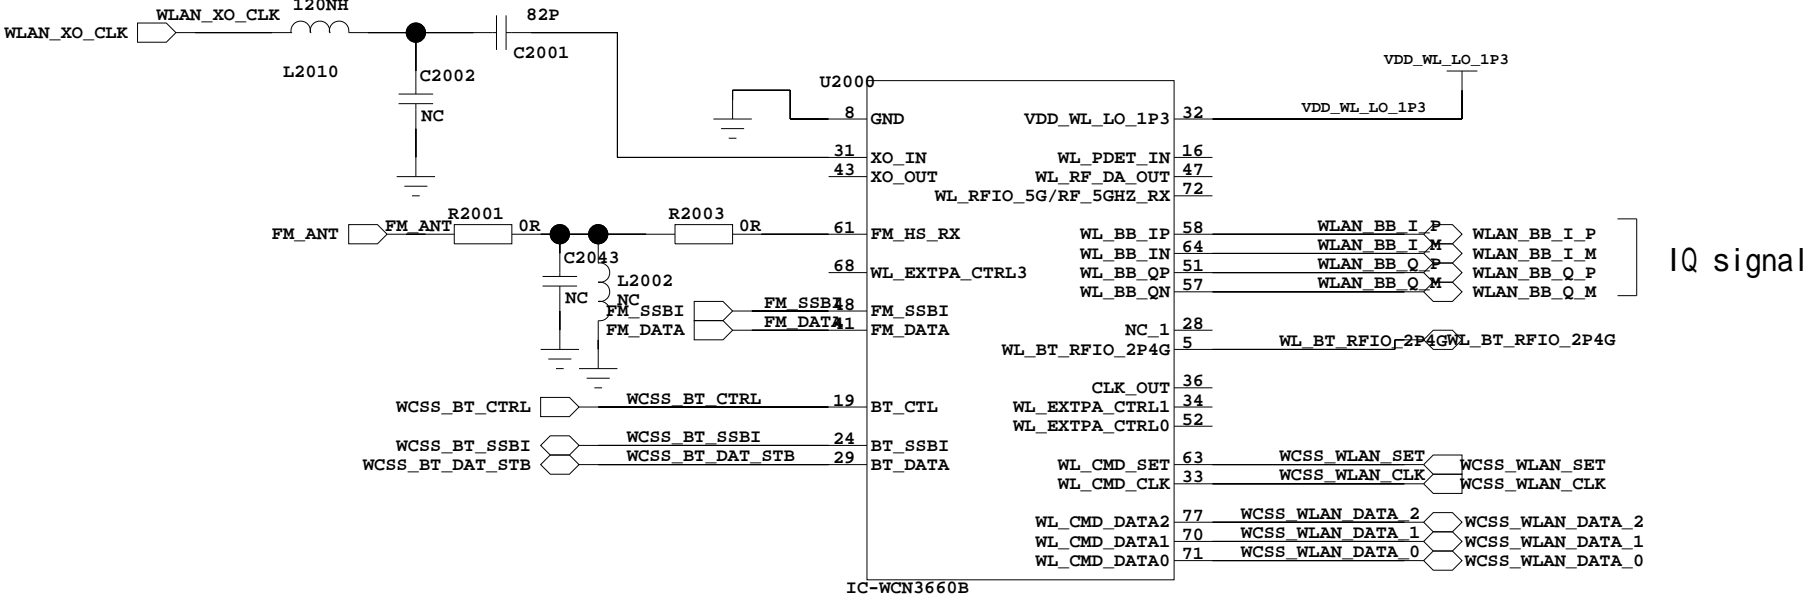 120NH
WLAN_XO_CLK
82P
WLAN_XO_CLK
C2001
L2010
C2002
NC
VDD_WL_LO_1P3
U2000
VDD_WL_LO_1P3
8 GND
VDD_WL_LO_1P3 32
31 XO_IN
WL_PDET_IN 16
43 XO_OUT
WL_RF_DA_OUT 47
WL_RFIO_5G/RF_5GHZ_RX 72
R2001
R2003
FM_ANT
FM_ANT
0R
0R
61 FM_HS_RX
WL_BB_IP 58 WLAN_BB_I_P WLAN_BB_I_P
WL_BB_IN 64 WLAN_BB_I_M WLAN_BB_I_M
C2043
68 WL_EXTPA_CTRL3
WL_BB_QP 51 WLAN_BB_Q_P WLAN_BB_Q_P
WL_BB_QN 57 WLAN_BB_Q_M WLAN_BB_Q_M
IQ signal
L2002
NC
NC
FM_SSBI FM_SSBI 48 FM_SSBI
FM_DATA FM_DATA 41 FM_DATA
NC_1 28
WL_BT_RFIO_2P4G 5 WL_BT_RFIO_2P4G WL_BT_RFIO_2P4G
CLK_OUT 36
WCSS_BT_CTRL WCSS_BT_CTRL 19 BT_CTL
WL_EXTPA_CTRL1 34
WL_EXTPA_CTRL0 52
WCSS_BT_SSBI WCSS_BT_SSBI 24 BT_SSBI
WCSS_BT_DAT_STB WCSS_BT_DAT_STB 29 BT_DATA
WL_CMD_SET 63 WCSS_WLAN_SET WCSS_WLAN_SET
WL_CMD_CLK 33 WCSS_WLAN_CLK WCSS_WLAN_CLK
WL_CMD_DATA2 77 WCSS_WLAN_DATA_2 WCSS_WLAN_DATA_2
WL_CMD_DATA1 70 WCSS_WLAN_DATA_1 WCSS_WLAN_DATA_1
WL_CMD_DATA0 71 WCSS_WLAN_DATA_0 WCSS_WLAN_DATA_0
IC-WCN3660B